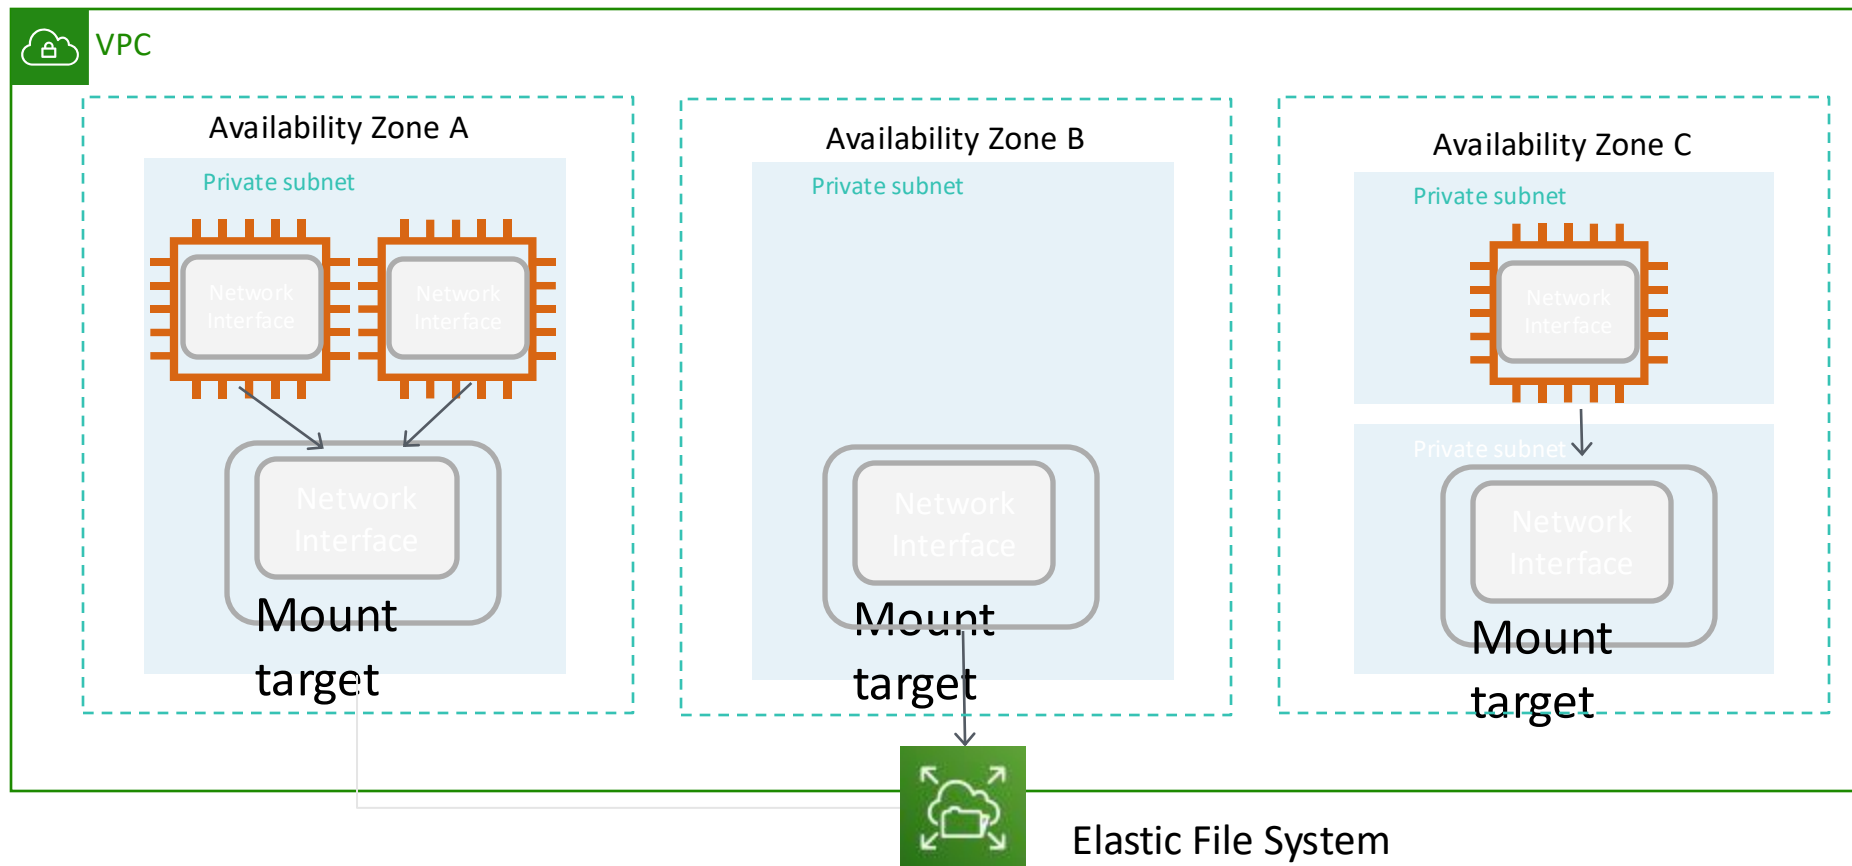 VPC
Availability Zone A
Private subnet
Network
Interface
Network
Interface
Network
Interface
Mount
target
Availability Zone B
Private subnet
Network
Interface
Mount
target
Availability Zone C
Private subnet
Network
Interface
Private subnet
Network
Interface
Mount
target
Elastic File System